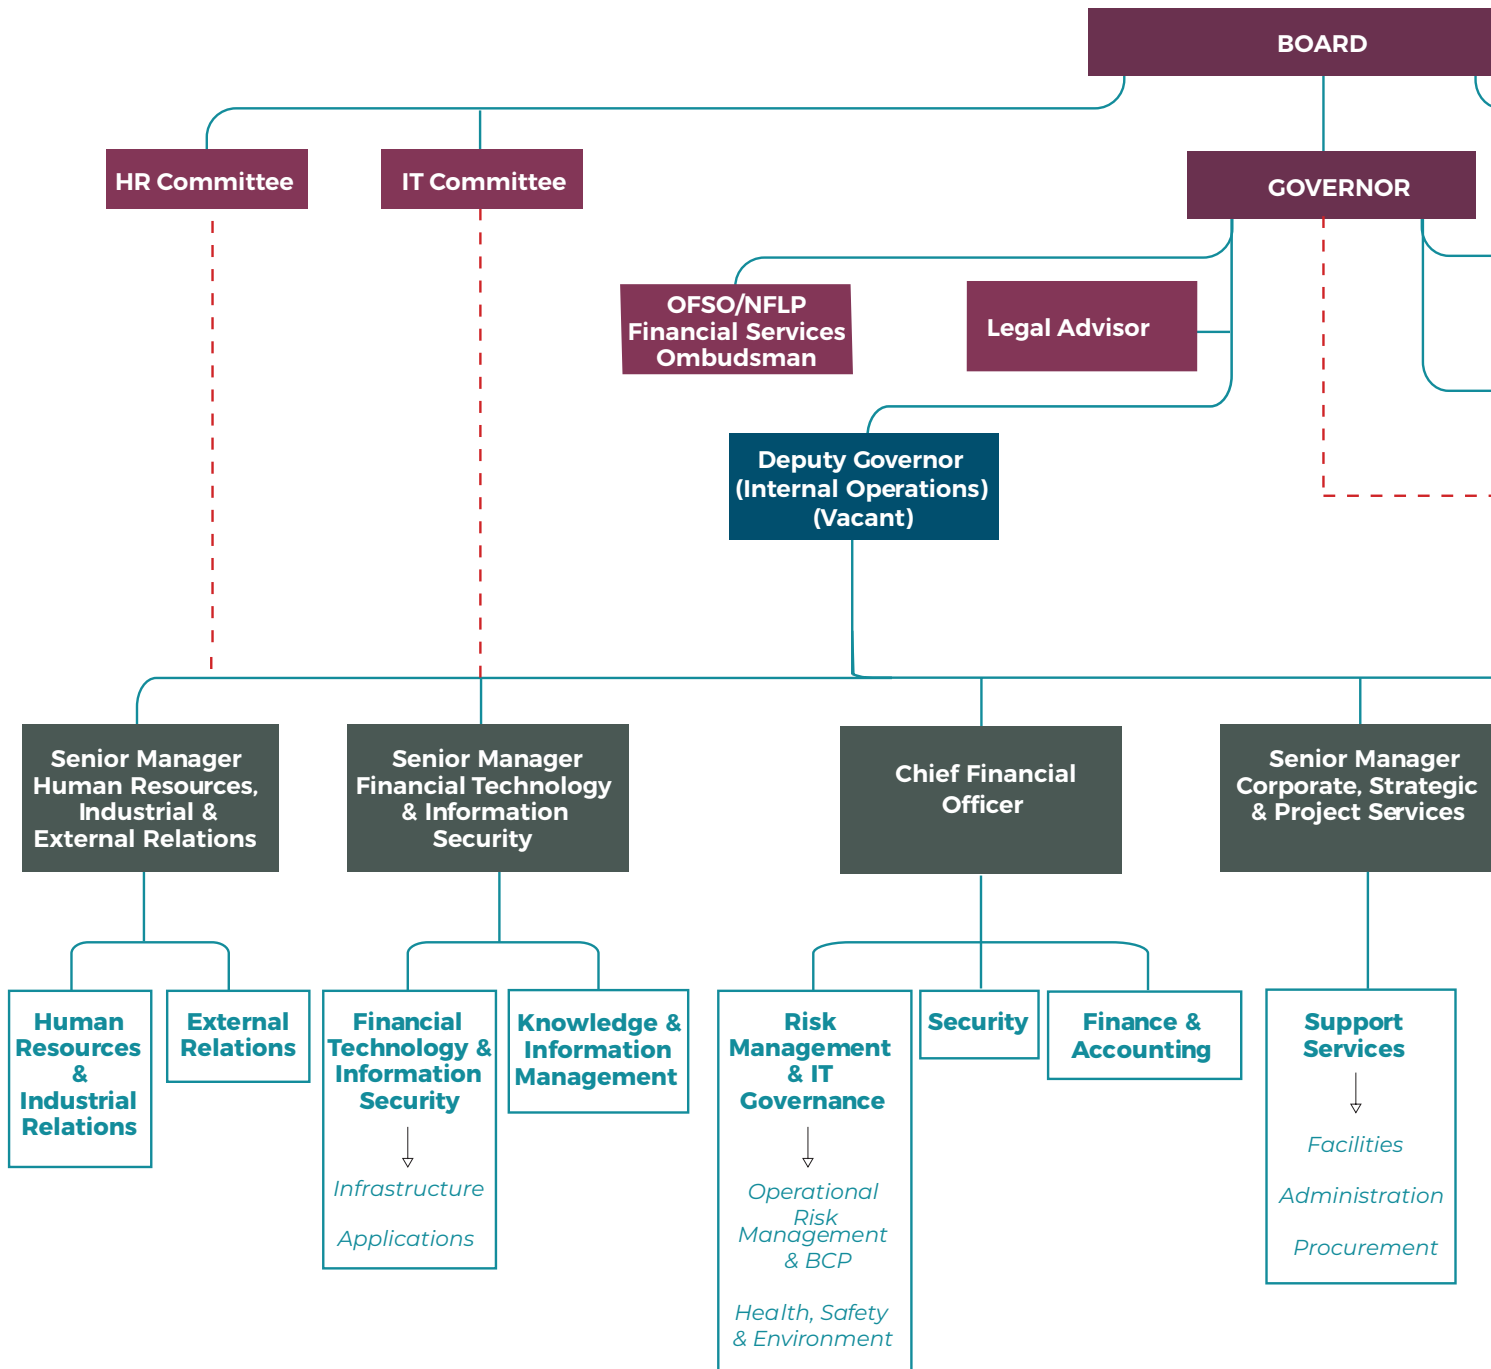 BOARD
HR Committee
IT Committee
GOVERNOR
OFSO/NFLP
Financial Services
Ombudsman
Legal Advisor
Deputy Governor
(Internal Operations)
(Vacant)
Senior Manager
Human Resources,
Industrial &
External Relations
Senior Manager
Financial Technology
& Information
Security
Chief Financial
Officer
Senior Manager
Corporate, Strategic
& Project Services
Human
Resources
&
Industrial
Relations
External
Relations
Financial
Technology &
Information
Security
Infrastructure
Applications
Knowledge &
Information
Management
Risk
Management
& IT
Governance
Operational
Risk
Management
& BCP
Health, Safety
& Environment
Security
Finance &
Accounting
Support
Services
Facilities
Administration
Procurement